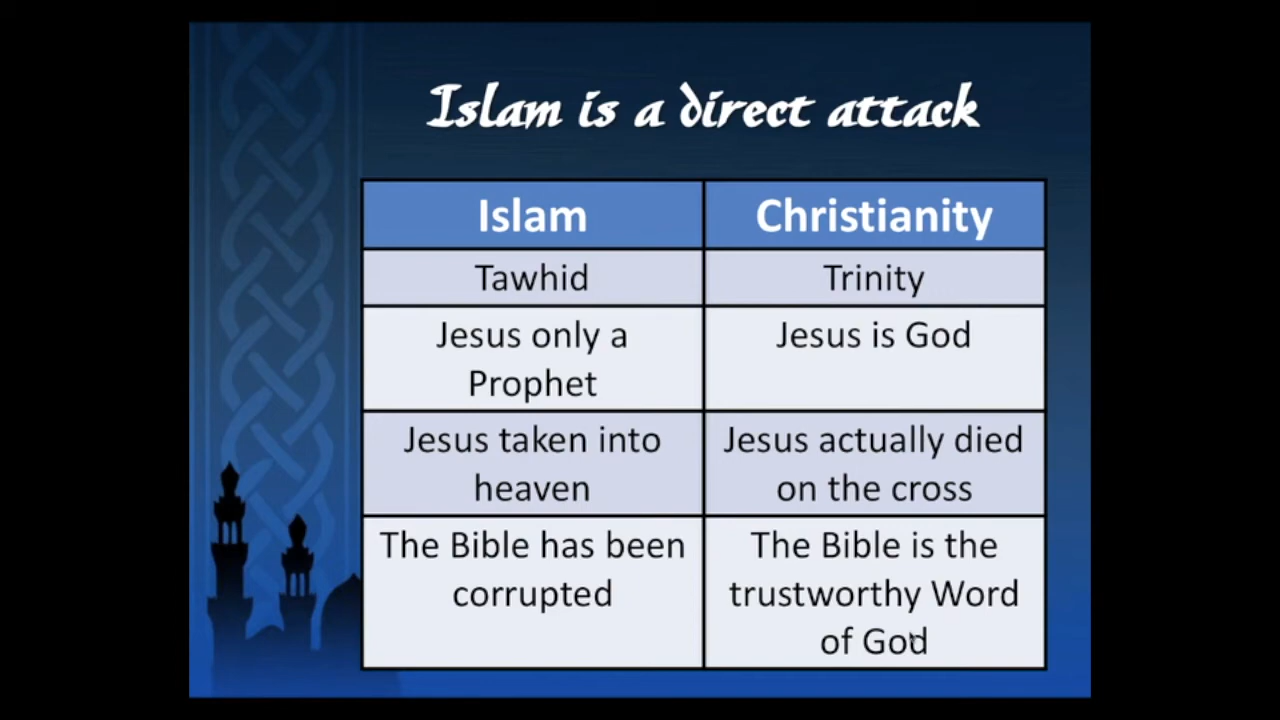 Islam is a direct attack
Islam
Christianity
Tawhid
Trinity
Jesus only a
Prophet
Jesus is God
Jesus taken into
heaven
Jesus actually died
on the cross
The Bible has been
corrupted
The Bible is the
trustworthy Word
of God